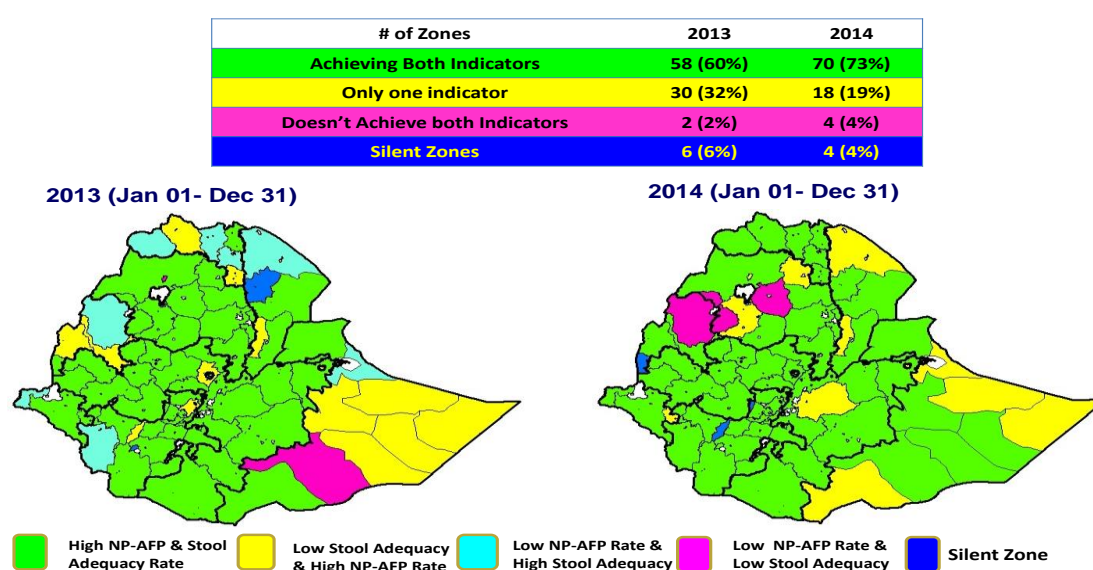 # of Zones 2013 2014
Achieving Both Indicators 58 (60%) 70 (73%)
Only one indicator 30 (32%) 18 (19%)
Doesn't Achieve both Indicators 2 (2%) 4 (4%)
Silent Zones 6 (6%) 4 (4%)
2013 (Jan 01- Dec 31)
2014 (Jan 01- Dec 31)
High NP-AFP & Stool
Adequacy Rate
Low Stool Adequacy
& High NP-AFP Rate
Low NP-AFP Rate &
High Stool Adequacy
Low NP-AFP Rate &
Low Stool Adequacy
Silent Zone